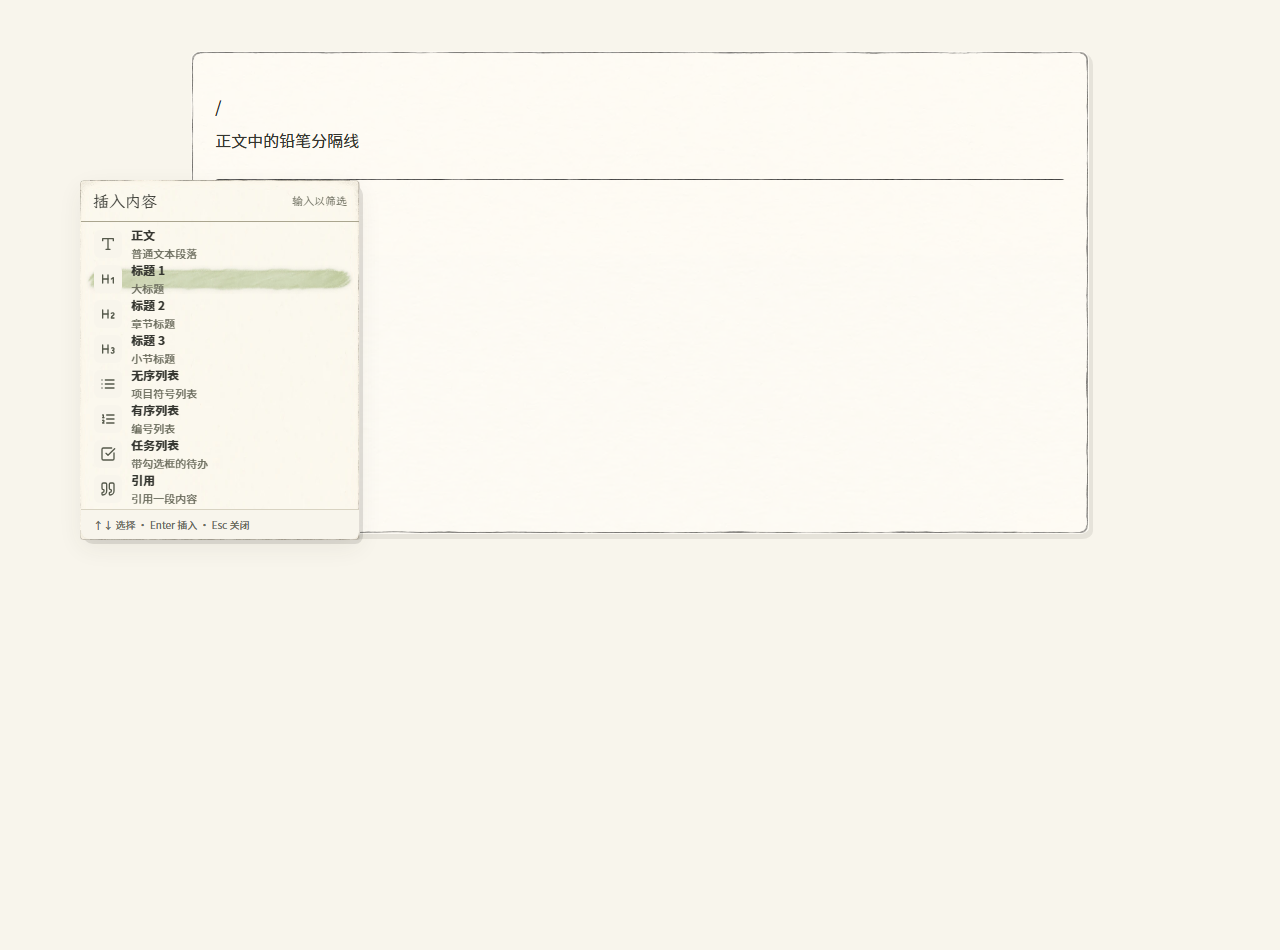 /
正文中的铅笔分隔线
插入内容 输入以筛选
正文
普通文本段落
H1 标题 1
大标题
H2 标题 2
章节标题
H3 标题 3
小节标题
无序列表
项目符号列表
有序列表
编号列表
任务列表
带勾选框的待办
引用
引用一段内容
↑↓ 选择 · Enter 插入 · Esc 关闭